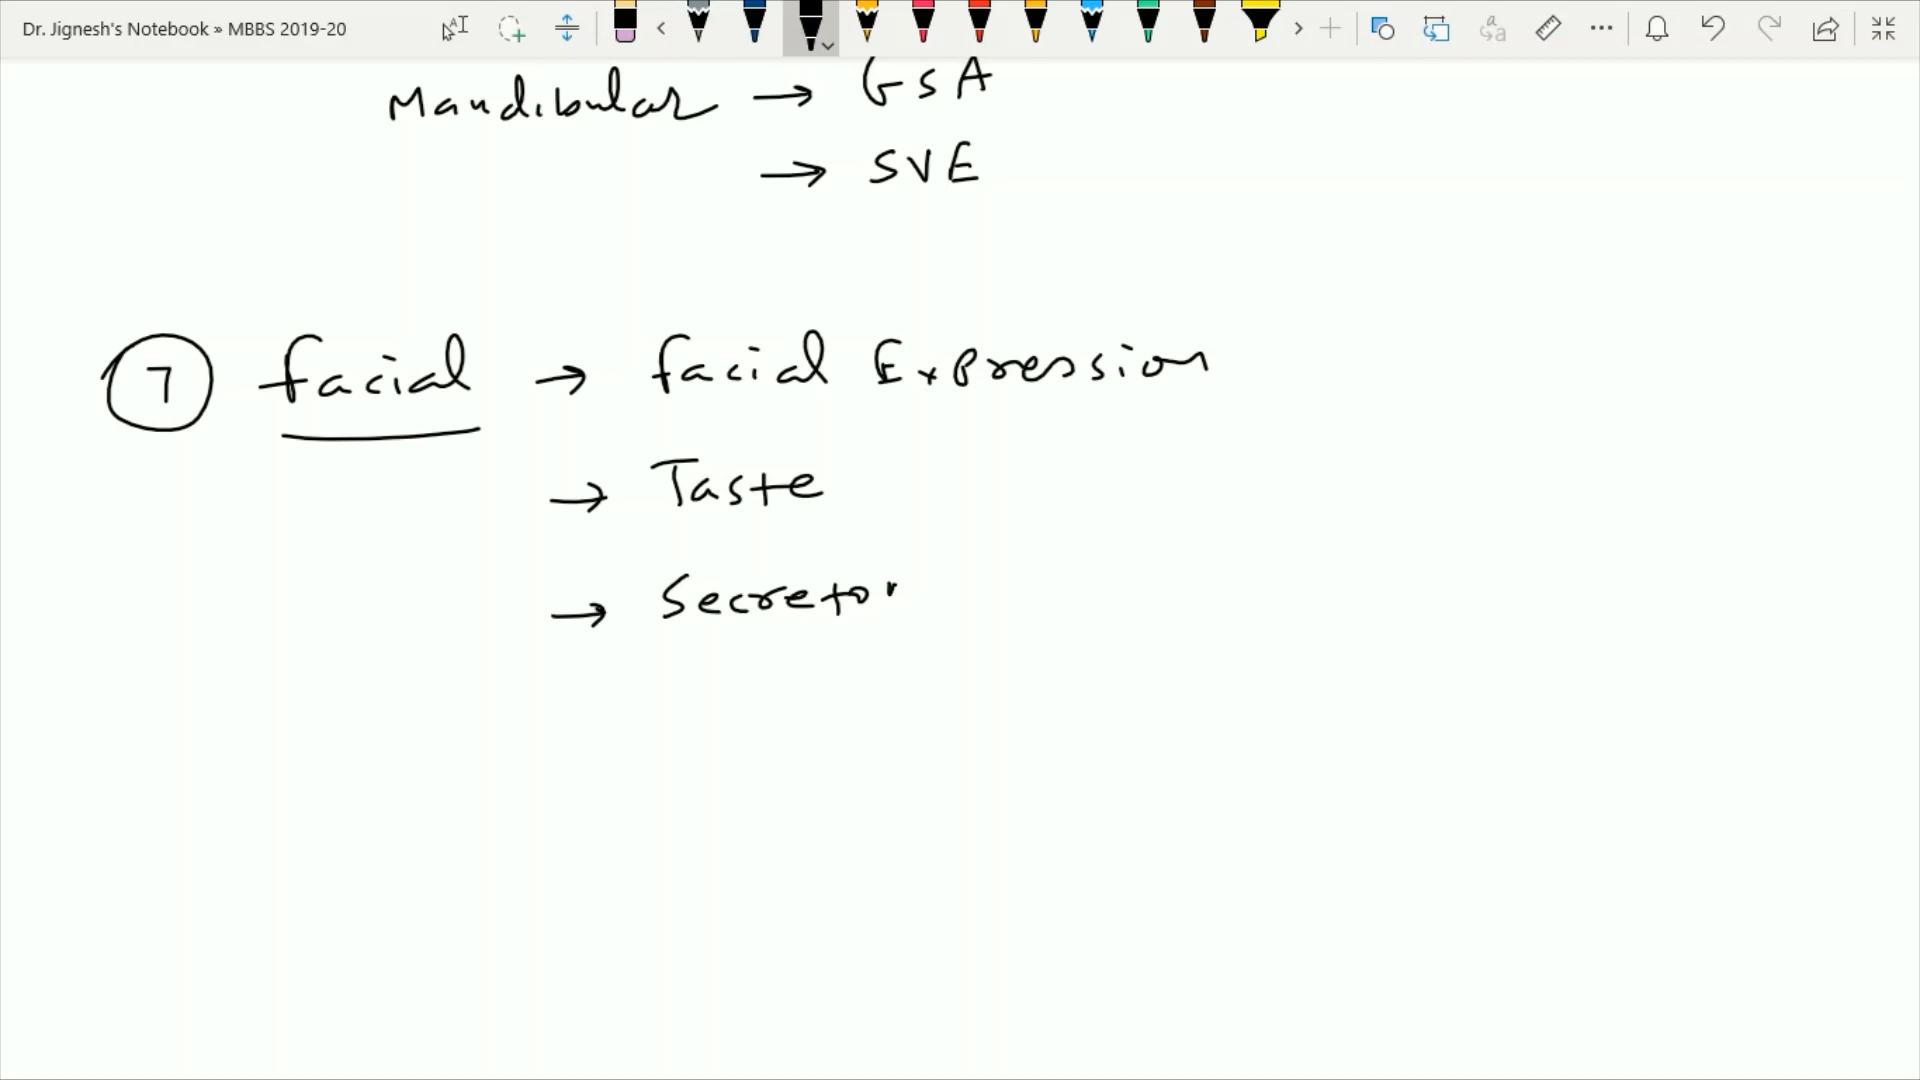 Dr. Jignesh's Notebook » MBBS 2019-20
Mandibular → GSA
→ SVE
7 facial → facial Expression
→ Taste
→ Secretor